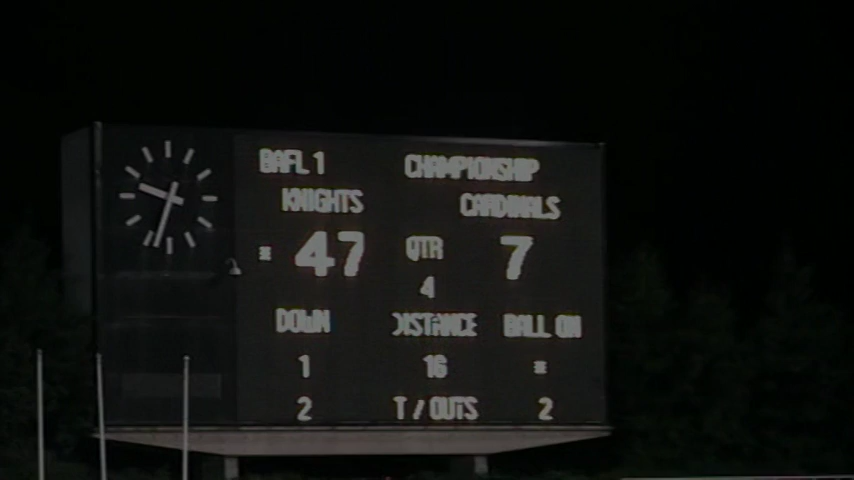 BAFL 1 CHAMPIONSHIP
KNIGHTS CARDINALS
* 47 QTR 7
4
DOWN DISTANCE BALL ON
1 16 *
2 T / OUTS 2